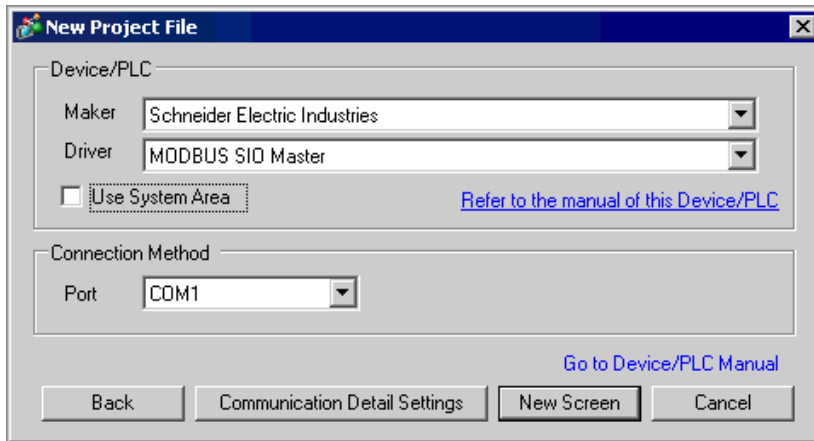 New Project File
Device/PLC
Maker Schneider Electric Industries
Driver MODBUS SIO Master
Use System Area Refer to the manual of this Device/PLC
Connection Method
Port COM1
Go to Device/PLC Manual
Back Communication Detail Settings New Screen Cancel